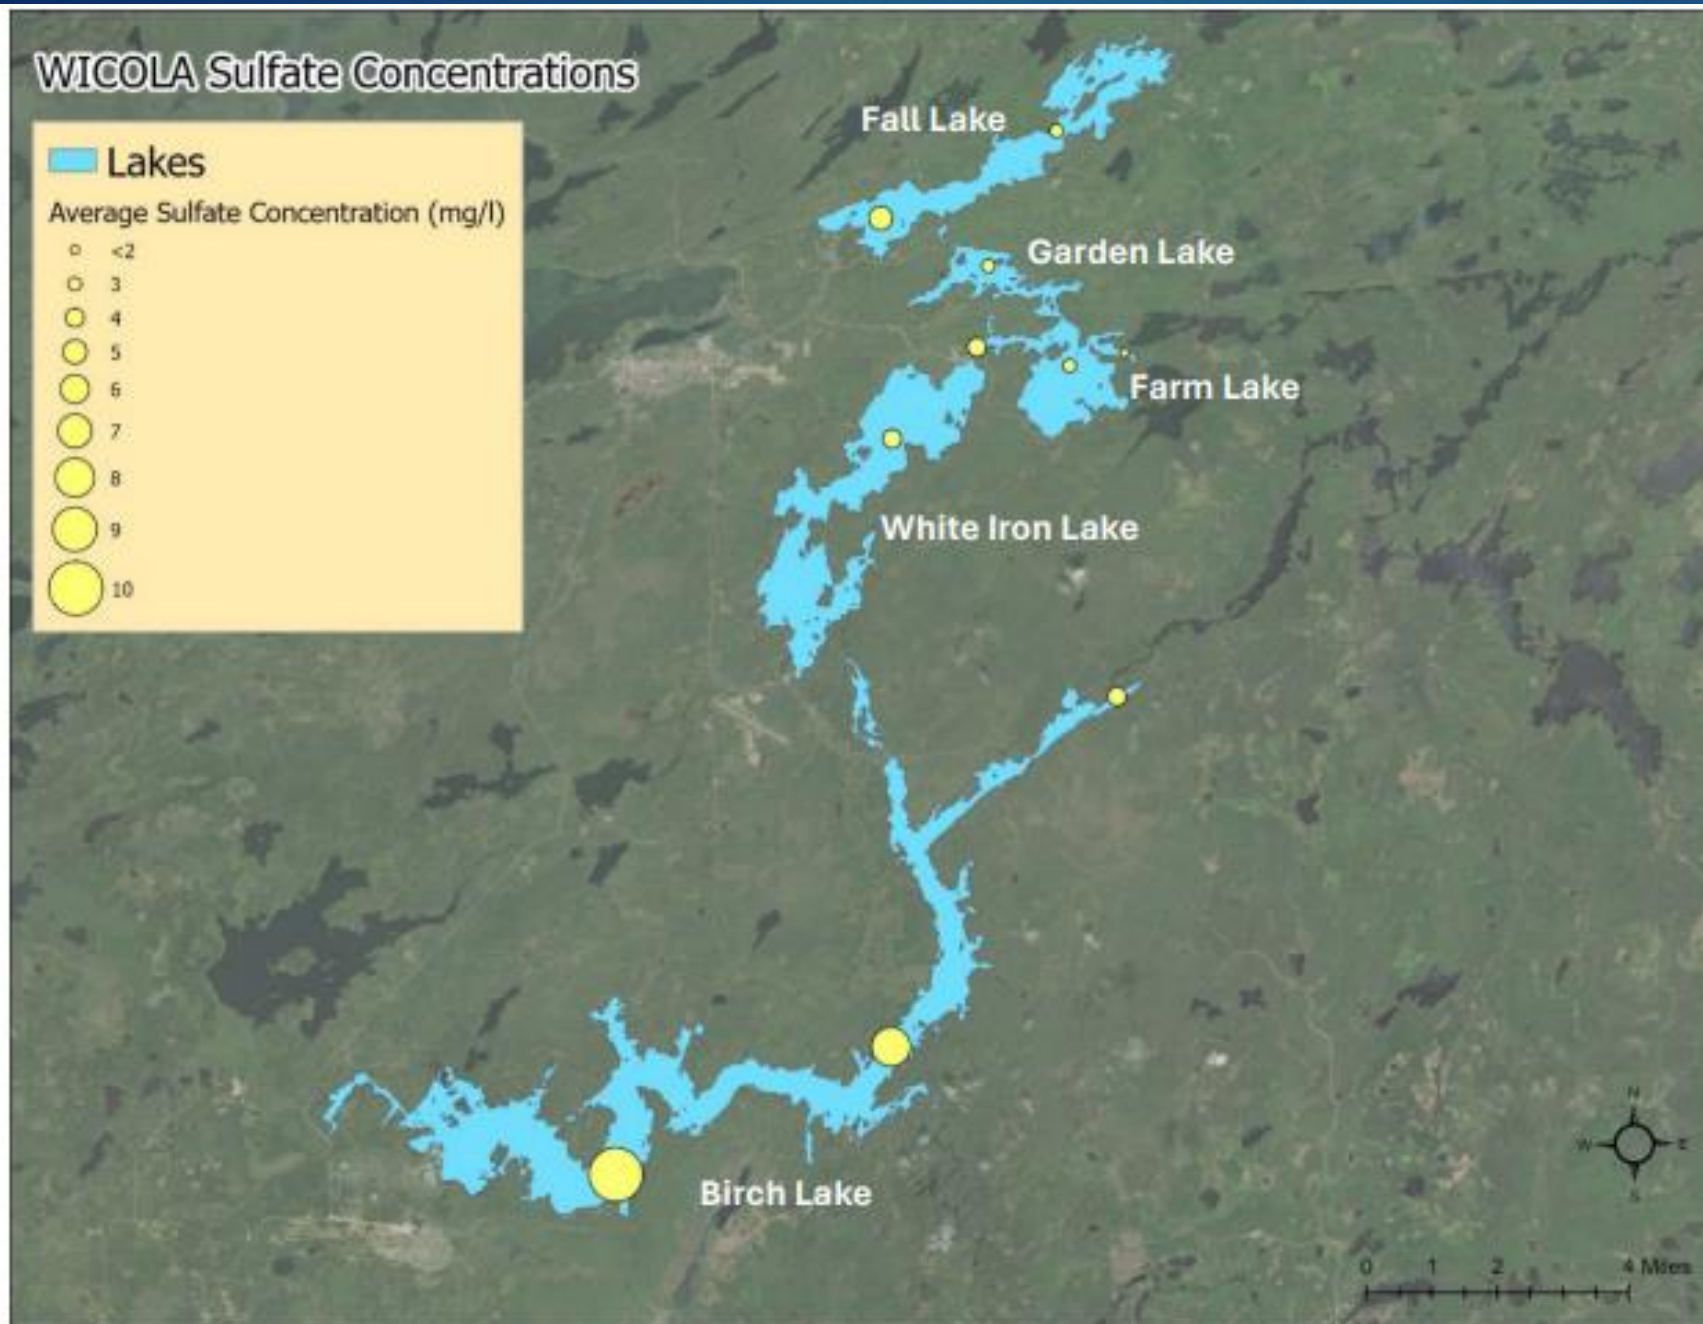 WICOLA Sulfate Concentrations
Lakes
Average Sulfate Concentration (mg/l)
<2
3
4
5
6
7
8
9
10
Fall Lake
Garden Lake
Farm Lake
White Iron Lake
Birch Lake
N
W E
S
0 1 2 4 Miles